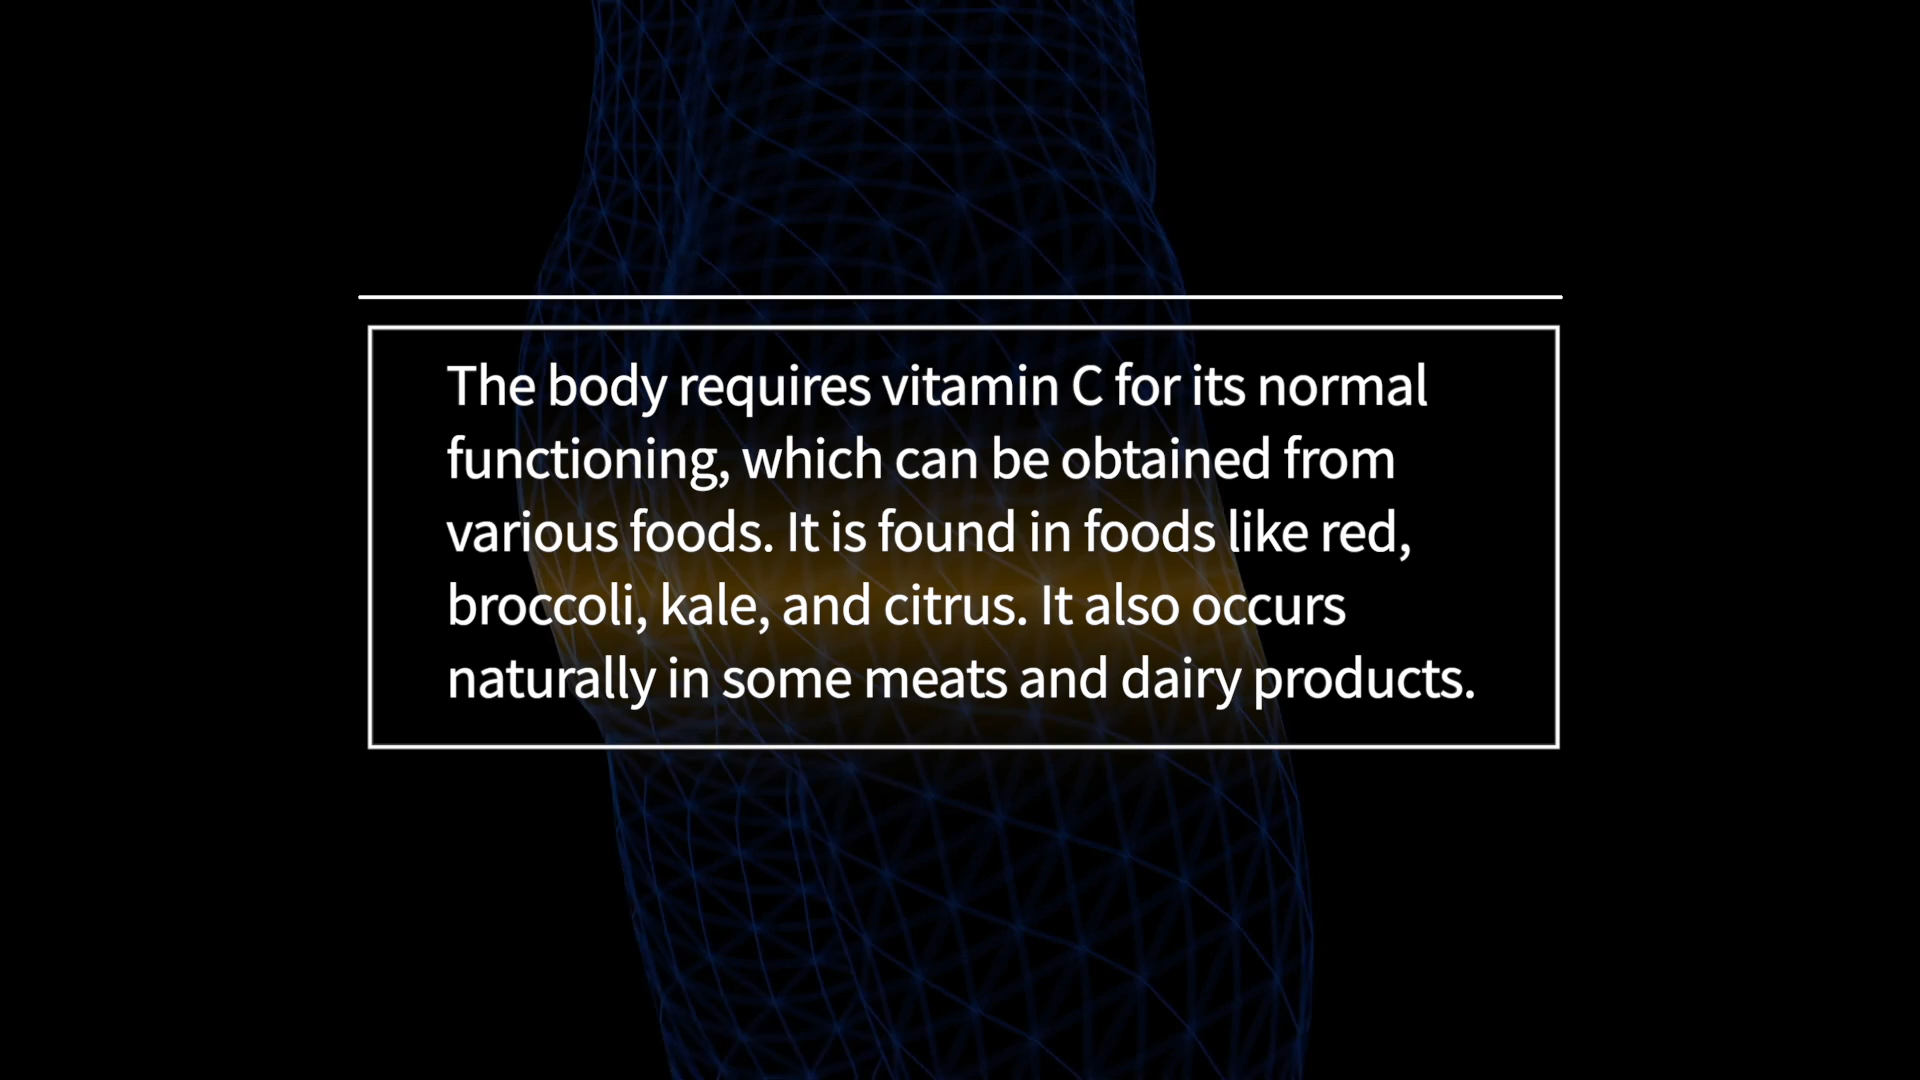 The body requires vitamin C for its normal
functioning, which can be obtained from
various foods. It is found in foods like red,
broccoli, kale, and citrus. It also occurs
naturally in some meats and dairy products.